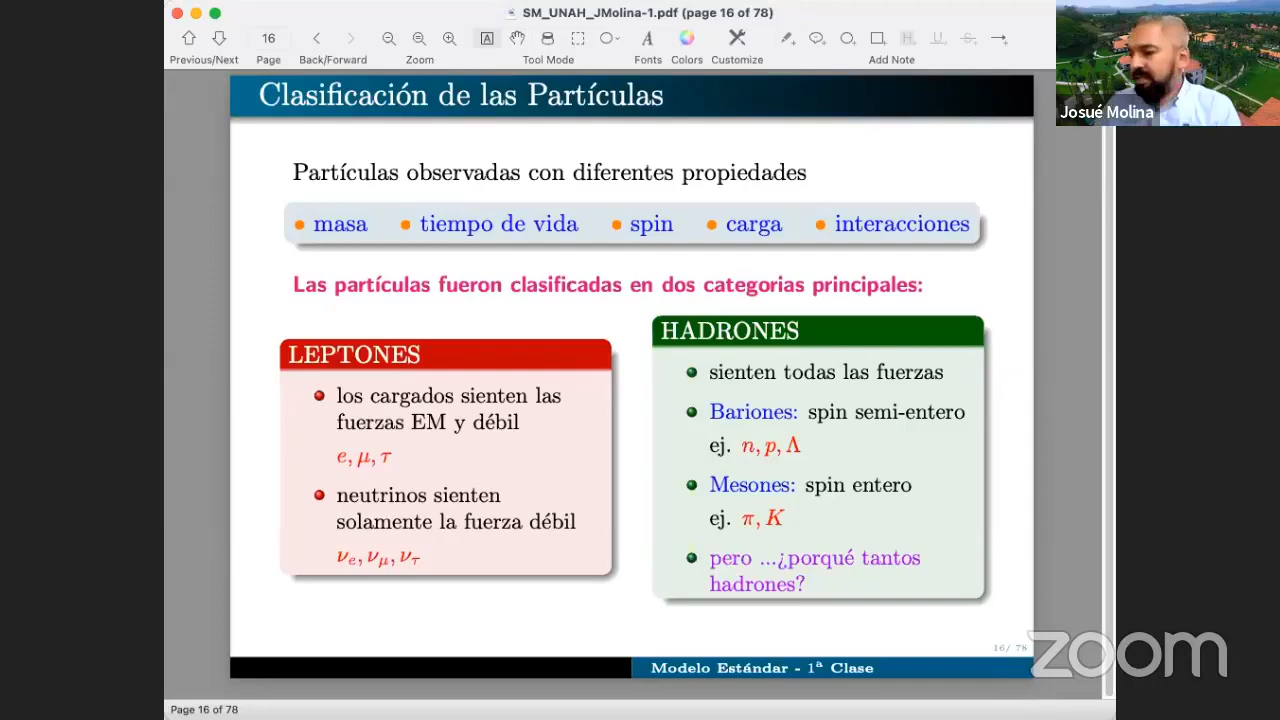 SM_UNAH_JMolina-1.pdf (page 16 of 78)
16
Previous/Next Page Back/Forward Zoom Tool Mode Fonts Colors Customize Add Note
Josué Molina
Clasificación de las Partículas
Partículas observadas con diferentes propiedades
• masa • tiempo de vida • spin • carga • interacciones
Las partículas fueron clasificadas en dos categorias principales:
LEPTONES
• los cargados sienten las
fuerzas EM y débil
e, μ, τ
• neutrinos sienten
solamente la fuerza débil
νe, νμ, ντ
HADRONES
• sienten todas las fuerzas
• Bariones: spin semi-entero
ej. n, p, Λ
• Mesones: spin entero
ej. π, K
• pero ...¿porqué tantos
hadrones?
16/ 78
Modelo Estándar - 1ª Clase
zoom
Page 16 of 78